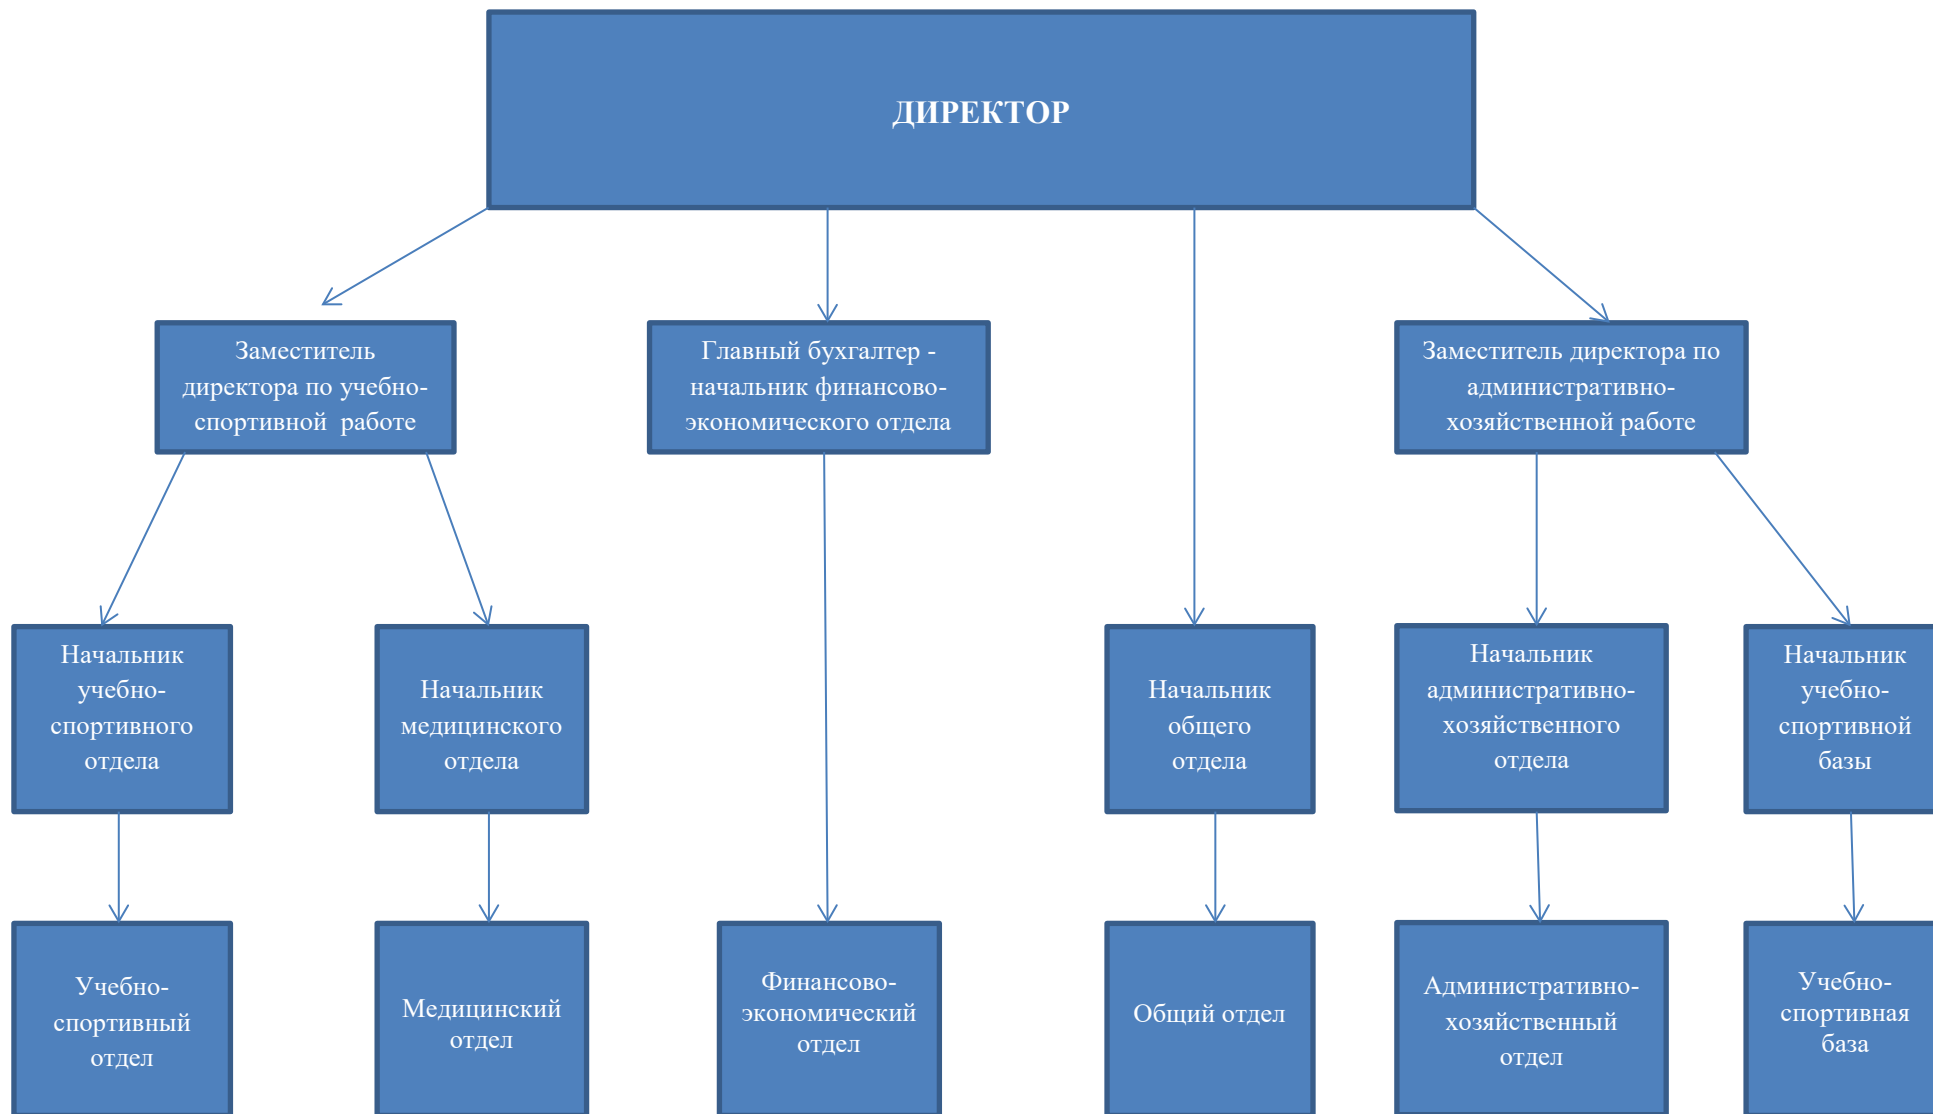 ДИРЕКТОР
Заместитель
директора по учебно-
спортивной  работе
Главный бухгалтер -
начальник финансово-
экономического отдела
Заместитель директора по
административно-
хозяйственной работе
Начальник
учебно-
спортивного
отдела
Начальник
медицинского
отдела
Начальник
общего
отдела
Начальник
административно-
хозяйственного
отдела
Начальник
учебно-
спортивной
базы
Учебно-
спортивный
отдел
Медицинский
отдел
Финансово-
экономический
отдел
Общий отдел
Административно-
хозяйственный
отдел
Учебно-
спортивная
база